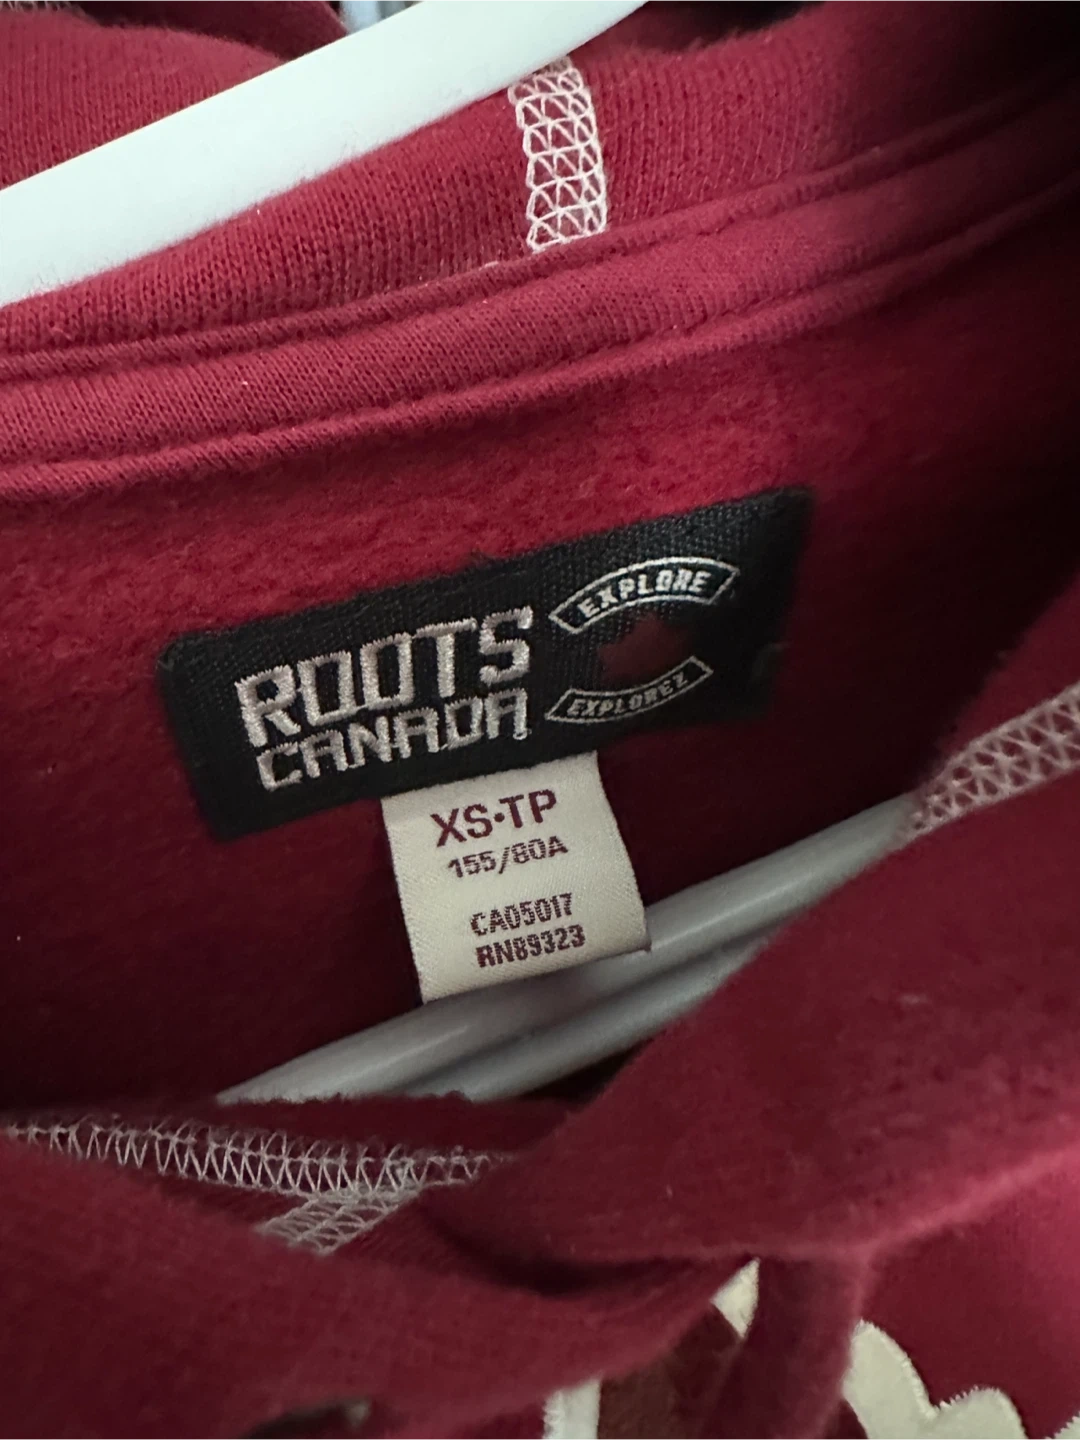 ROOTS
CANADA
EXPLORE
EXPLOREZ
XS•TP
155/80A
CA05017
RN89323